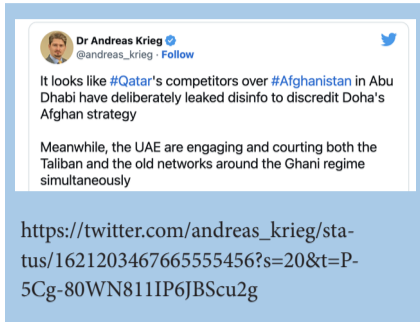 Dr Andreas Krieg
@andreas_krieg · Follow
It looks like #Qatar's competitors over #Afghanistan in Abu
Dhabi have deliberately leaked disinfo to discredit Doha's
Afghan strategy
Meanwhile, the UAE are engaging and courting both the
Taliban and the old networks around the Ghani regime
simultaneously
https://twitter.com/andreas_krieg/sta-
tus/1621203467665555456?s=20&t=P-
5Cg-80WN811IP6JBScu2g